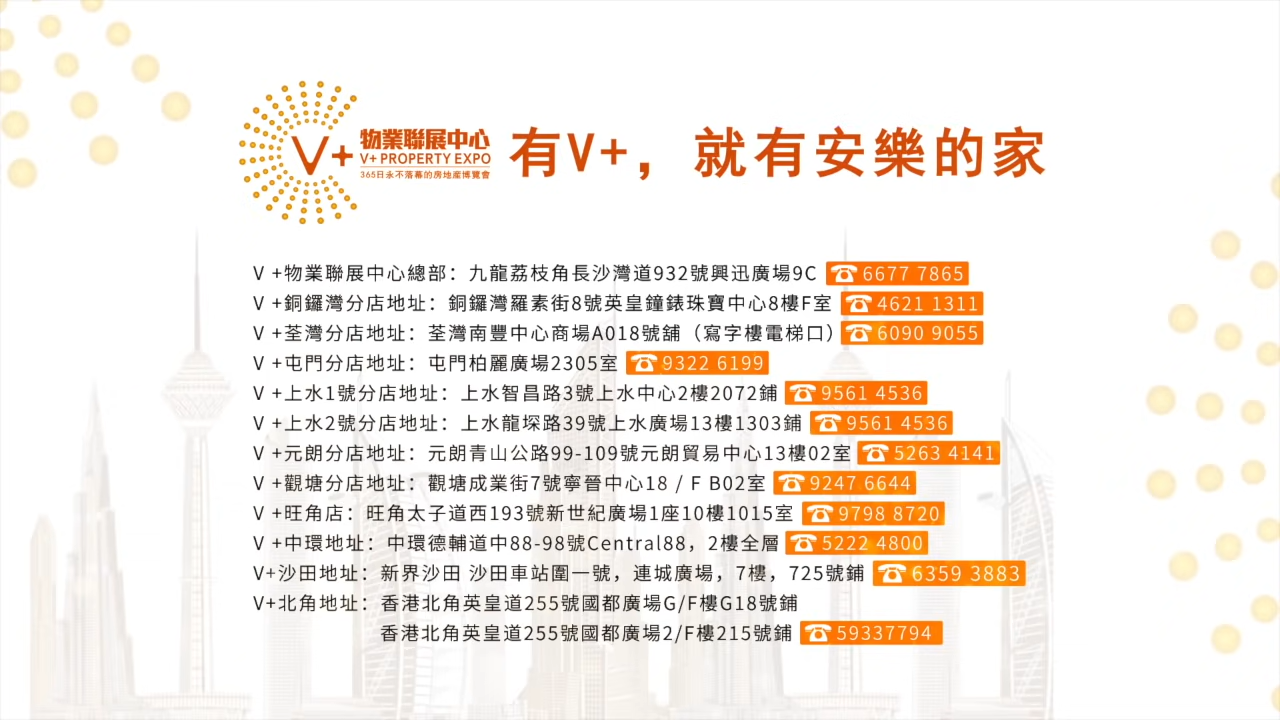 V+ 物業聯展中心
V+ PROPERTY EXPO
365日永不落幕的房地產博覽會
有V+，就有安樂的家
V +物業聯展中心總部：九龍荔枝角長沙灣道932號興迅廣場9C ☎6677 7865
V +銅鑼灣分店地址：銅鑼灣羅素街8號英皇鐘錶珠寶中心8樓F室 ☎4621 1311
V +荃灣分店地址：荃灣南豐中心商場A018號舖（寫字樓電梯口）☎6090 9055
V +屯門分店地址：屯門柏麗廣場2305室 ☎9322 6199
V +上水1號分店地址：上水智昌路3號上水中心2樓2072鋪 ☎9561 4536
V +上水2號分店地址：上水龍堔路39號上水廣場13樓1303鋪 ☎9561 4536
V +元朗分店地址：元朗青山公路99-109號元朗貿易中心13樓02室 ☎5263 4141
V +觀塘分店地址：觀塘成業街7號寧晉中心18 / F B02室 ☎9247 6644
V +旺角店：旺角太子道西193號新世紀廣場1座10樓1015室 ☎9798 8720
V +中環地址：中環德輔道中88-98號Central88，2樓全層 ☎5222 4800
V+沙田地址：新界沙田 沙田車站圍一號，連城廣場，7樓，725號鋪 ☎6359 3883
V+北角地址：香港北角英皇道255號國都廣場G/F樓G18號鋪
香港北角英皇道255號國都廣場2/F樓215號鋪 ☎59337794